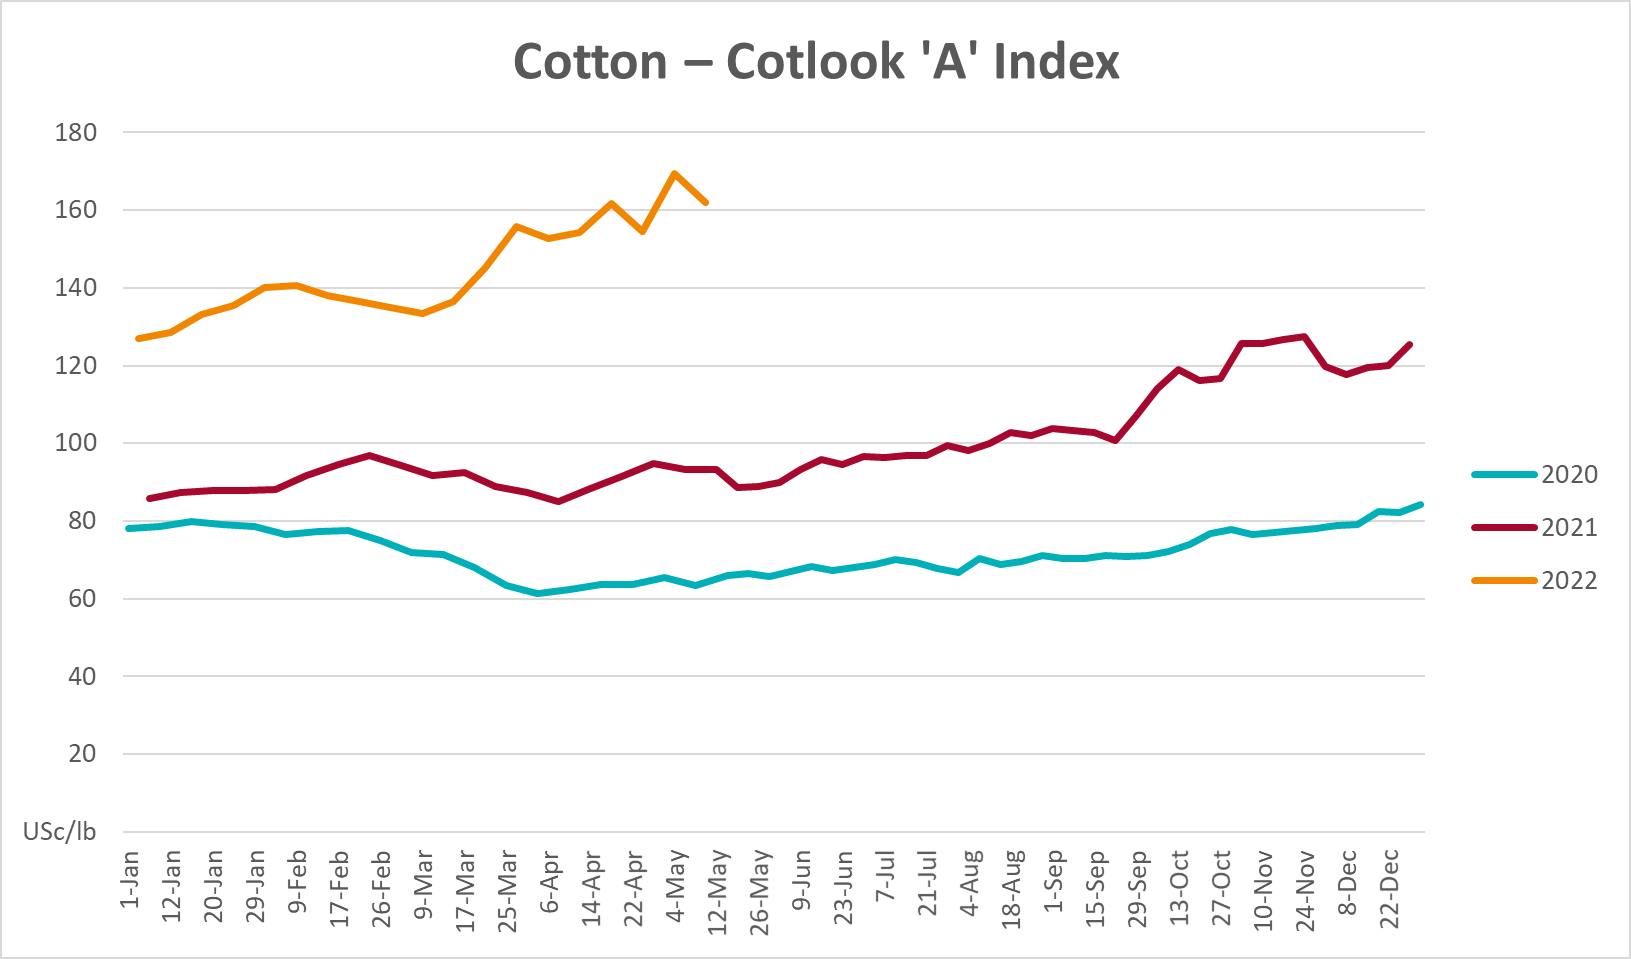 Cotton – Cotlook 'A' Index
180
160
140
120
100
80
60
40
20
USc/lb
1-Jan
12-Jan
20-Jan
29-Jan
9-Feb
17-Feb
26-Feb
9-Mar
17-Mar
25-Mar
6-Apr
14-Apr
22-Apr
4-May
12-May
26-May
9-Jun
23-Jun
7-Jul
21-Jul
4-Aug
18-Aug
1-Sep
15-Sep
29-Sep
13-Oct
27-Oct
10-Nov
24-Nov
8-Dec
22-Dec
2020
2021
2022